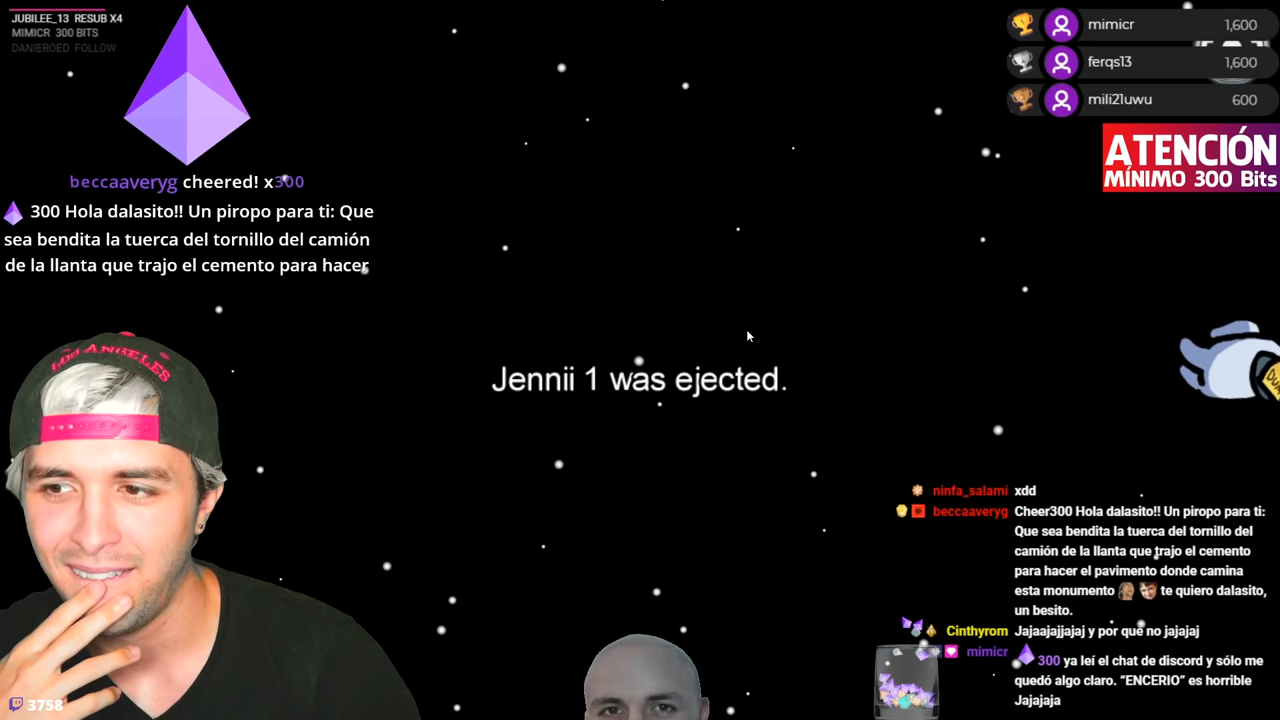 JUBILEE_13 RESUB X4
MIMICR 300 BITS
DANIEROED FOLLOW
beccaaveryg cheered! x300
300 Hola dalasito!! Un piropo para ti: Que
sea bendita la tuerca del tornillo del camión
de la llanta que trajo el cemento para hacer
mimicr 1,600
ferqs13 1,600
mili21uwu 600
ATENCIÓN
MÍNIMO 300 Bits
LOS ANGELES
Jennii 1 was ejected.
ninfa_salami xdd
beccaaveryg Cheer300 Hola dalasito!! Un piropo para ti:
Que sea bendita la tuerca del tornillo del
camión de la llanta que trajo el cemento
para hacer el pavimento donde camina
esta monumento te quiero dalasito,
un besito.
Cinthyrom Jajaajajjajaj y por qué no jajajaj
mimicr 300 ya leí el chat de discord y sólo me
quedó algo claro. “ENCERIO” es horrible
Jajajaja
3758